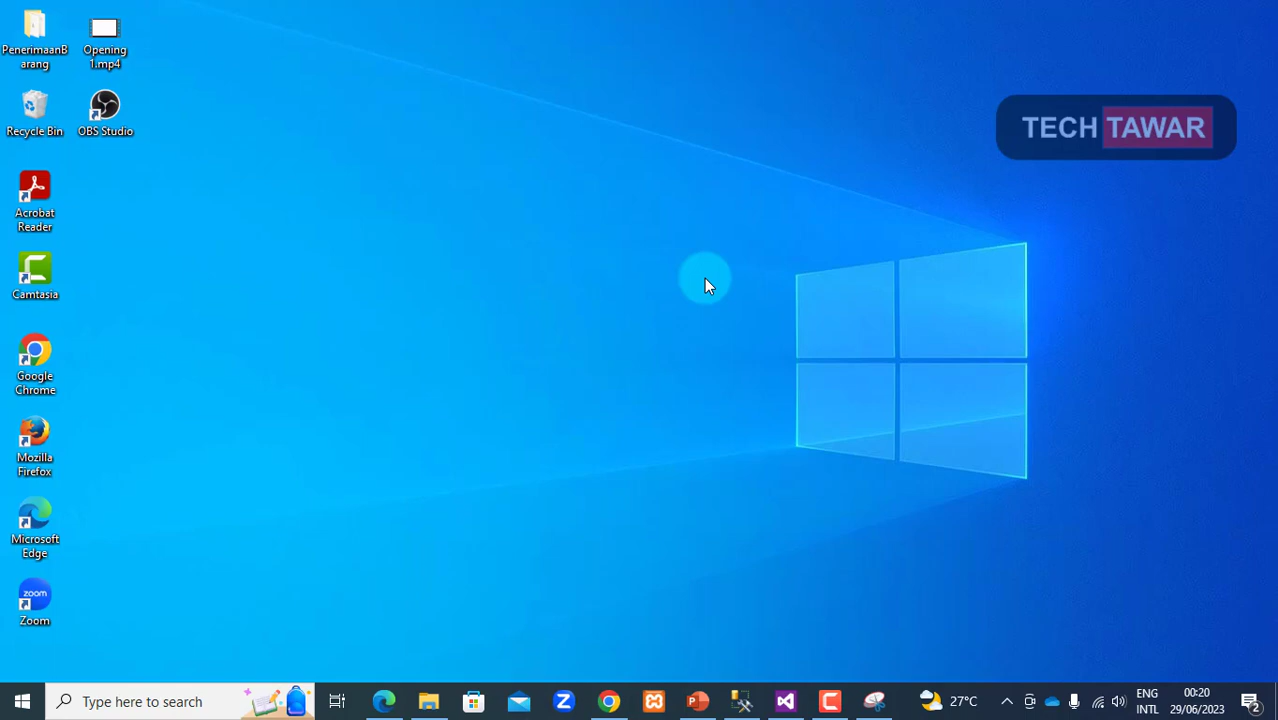 PenerimaanB
arang
Opening
1.mp4
Recycle Bin
OBS Studio
Acrobat
Reader
Camtasia
Google
Chrome
Mozilla
Firefox
Microsoft
Edge
zoom
Zoom
TECH TAWAR
Type here to search
27°C
ENG
INTL
00:20
29/06/2023
2